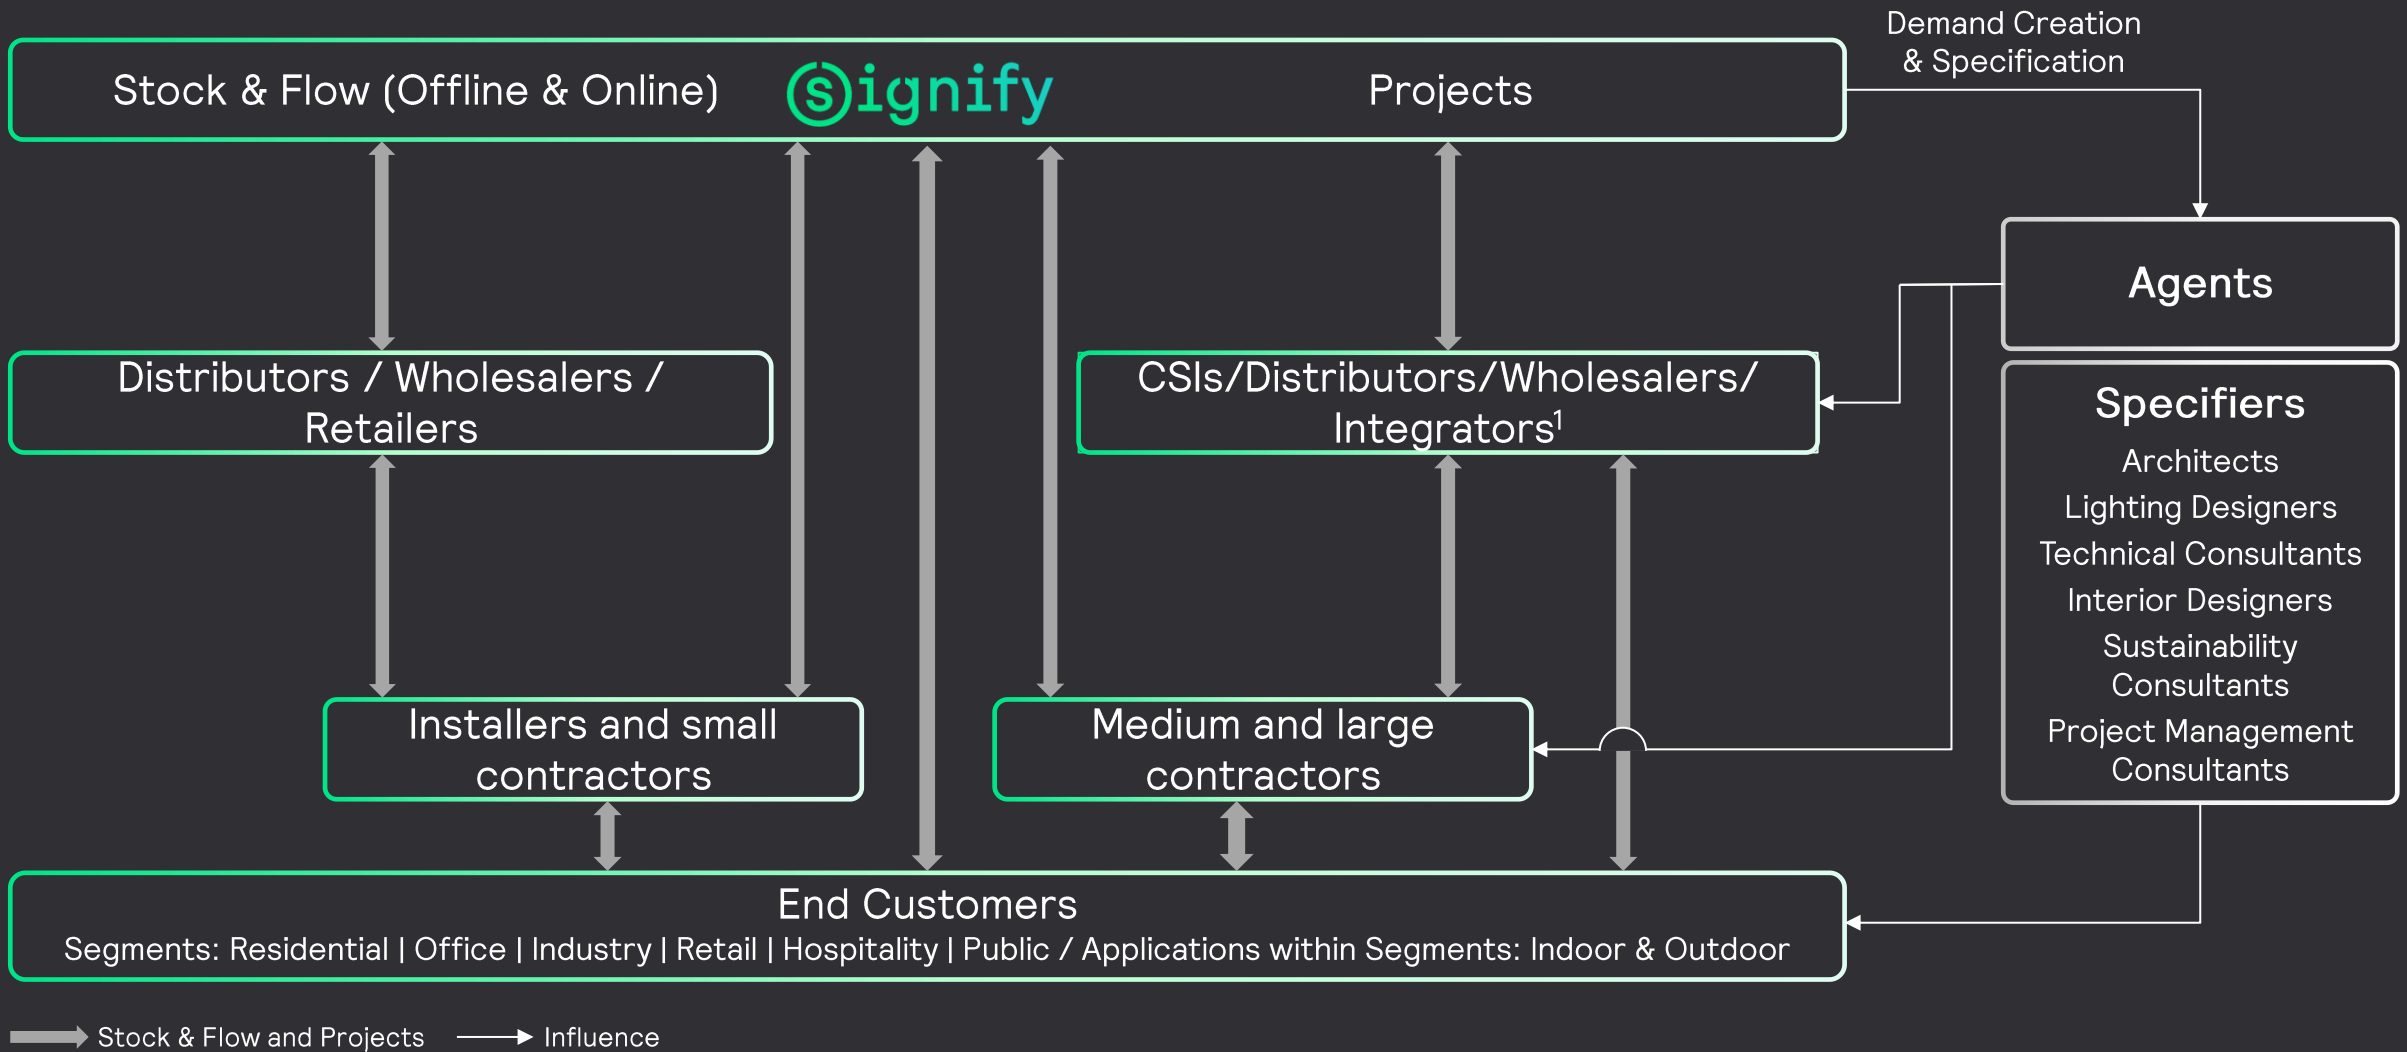 Demand Creation
& Specification
Stock & Flow (Offline & Online)
Signify
Projects
Agents
Distributors / Wholesalers /
Retailers
CSIs/Distributors/Wholesalers/
Integrators¹
Specifiers
Architects
Lighting Designers
Technical Consultants
Interior Designers
Sustainability
Consultants
Project Management
Consultants
Installers and small
contractors
Medium and large
contractors
End Customers
Segments: Residential | Office | Industry | Retail | Hospitality | Public / Applications within Segments: Indoor & Outdoor
Stock & Flow and Projects
Influence